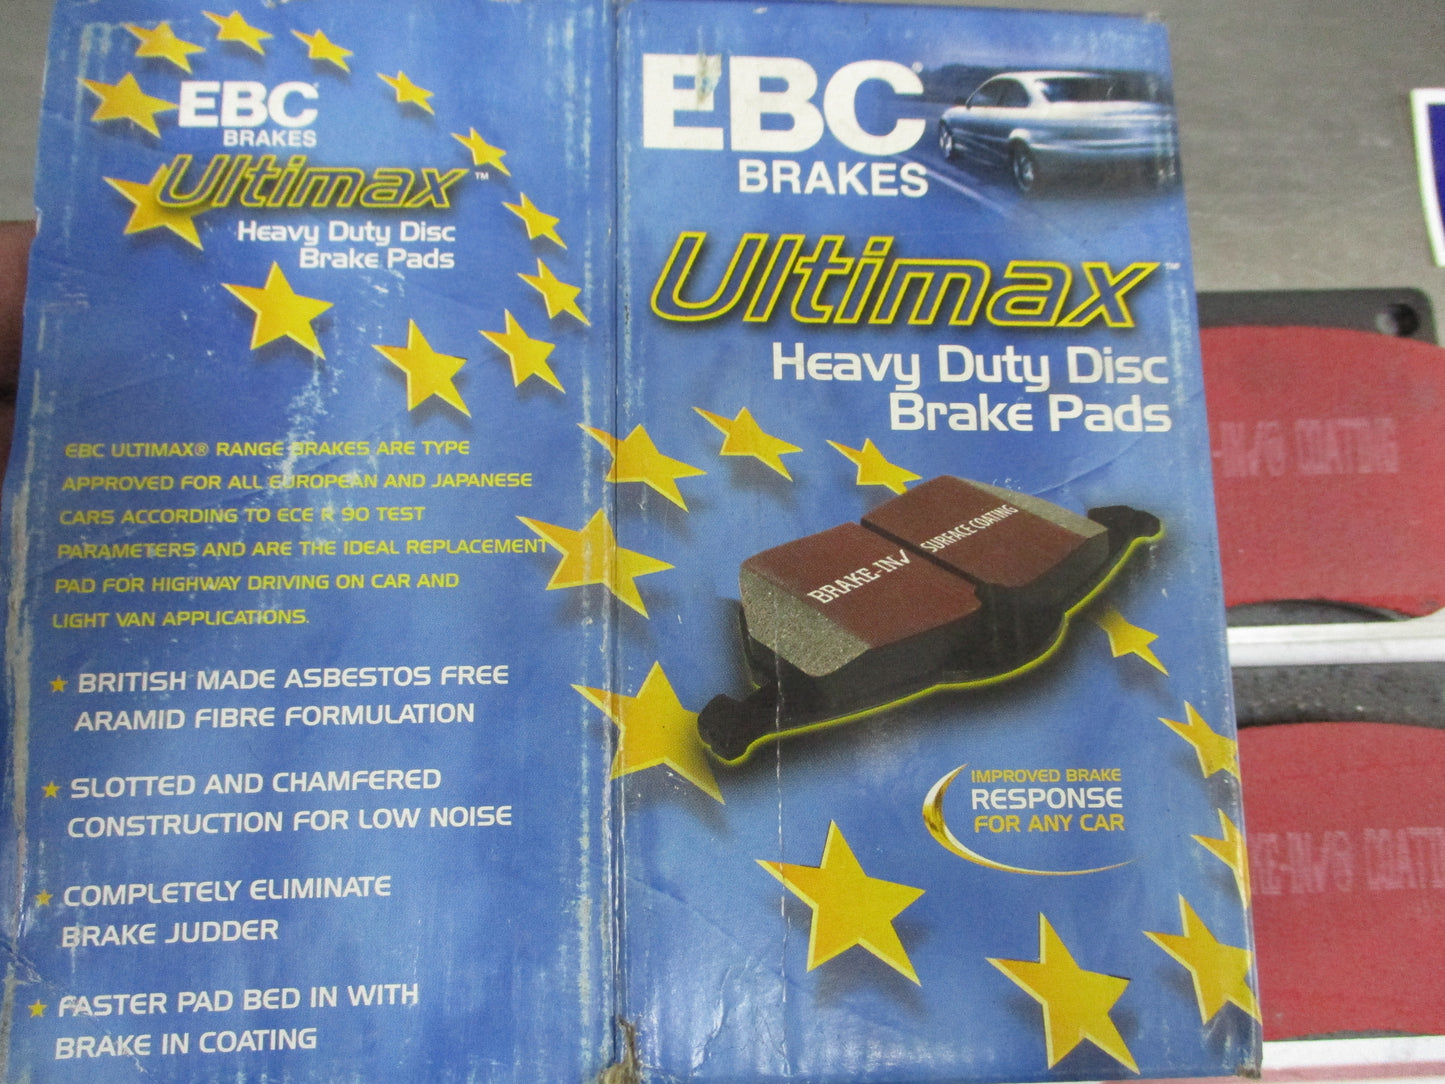 EBC
BRAKES
Ultimax™
Heavy Duty Disc
Brake Pads
EBC ULTIMAX® RANGE BRAKES ARE TYPE
APPROVED FOR ALL EUROPEAN AND JAPANESE
CARS ACCORDING TO ECE R 90 TEST
PARAMETERS AND ARE THE IDEAL REPLACEMENT
PAD FOR HIGHWAY DRIVING ON CAR AND
LIGHT VAN APPLICATIONS.
BRITISH MADE ASBESTOS FREE
ARAMID FIBRE FORMULATION
SLOTTED AND CHAMFERED
CONSTRUCTION FOR LOW NOISE
COMPLETELY ELIMINATE
BRAKE JUDDER
FASTER PAD BED IN WITH
BRAKE IN COATING
EBC
BRAKES
Ultimax™
Heavy Duty Disc
Brake Pads
BRAKE-IN✓ SURFACE COATING
IMPROVED BRAKE
RESPONSE
FOR ANY CAR
COATING